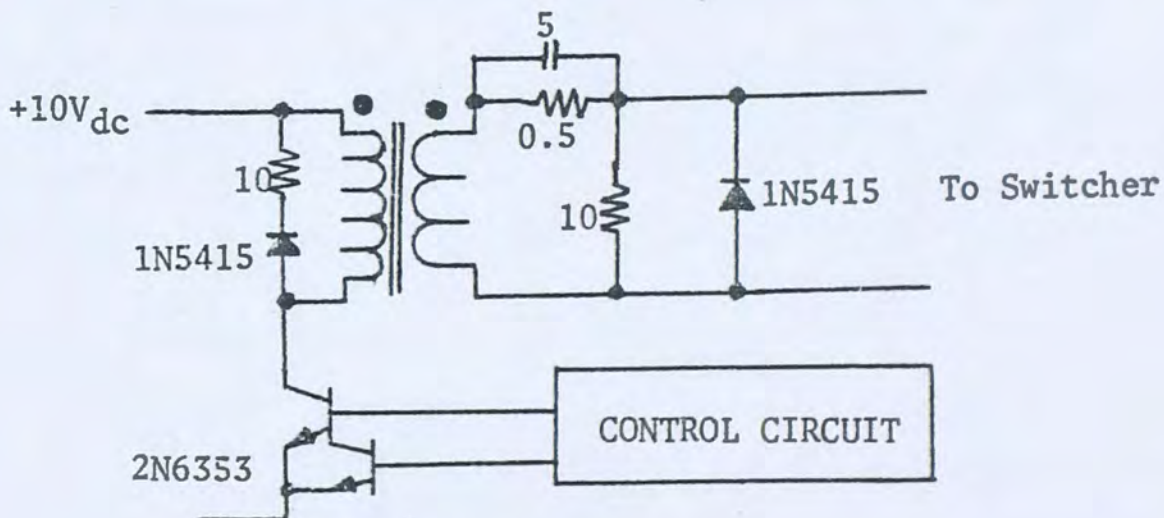 5
+10Vdc
0.5
10
10
1N5415
To Switcher
1N5415
CONTROL CIRCUIT
2N6353